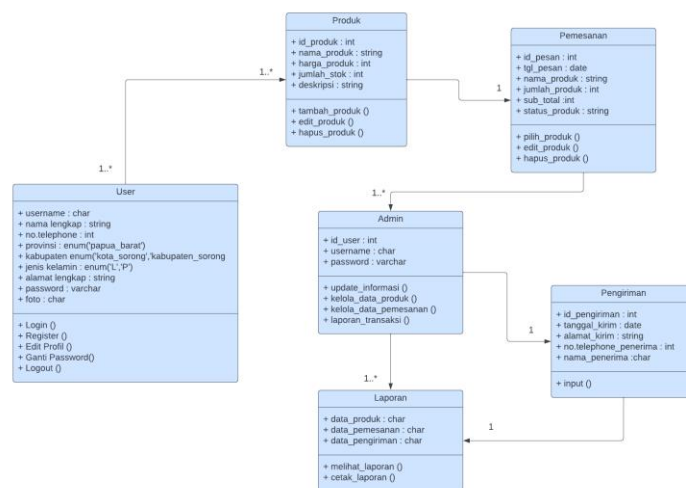 Produk
+ id_produk : int
+ nama_produk : string
+ harga_produk : int
+ jumlah_stok : int
+ deskripsi : string
+ tambah_produk ()
+ edit_produk ()
+ hapus_produk ()
Pemesanan
+ id_pesan : int
+ tgl_pesan : date
+ nama_produk : string
+ jumlah_produk : int
+ sub_total :int
+ status_produk : string
+ pilih_produk ()
+ edit_produk ()
+ hapus_produk ()
1..*
1
1..*
User
+ username : char
+ nama lengkap : string
+ no.telephone : int
+ provinsi : enum('papua_barat')
+ kabupaten enum('kota_sorong','kabupaten_sorong
+ jenis kelamin : enum('L','P')
+ alamat lengkap : string
+ password : varchar
+ foto : char
+ Login ()
+ Register ()
+ Edit Profil ()
+ Ganti Password()
+ Logout ()
1..*
Admin
+ id_user : int
+ username : char
+ password : varchar
+ update_informasi ()
+ kelola_data_produk ()
+ kelola_data_pemesanan ()
+ laporan_transaksi ()
1
Pengiriman
+ id_pengiriman : int
+ tanggal_kirim : date
+ alamat_kirim : string
+ no.telephone_penerima : int
+ nama_penerima :char
+ input ()
1..*
1
Laporan
+ data_produk : char
+ data_pemesanan : char
+ data_pengiriman : char
+ melihat_laporan ()
+ cetak_laporan ()